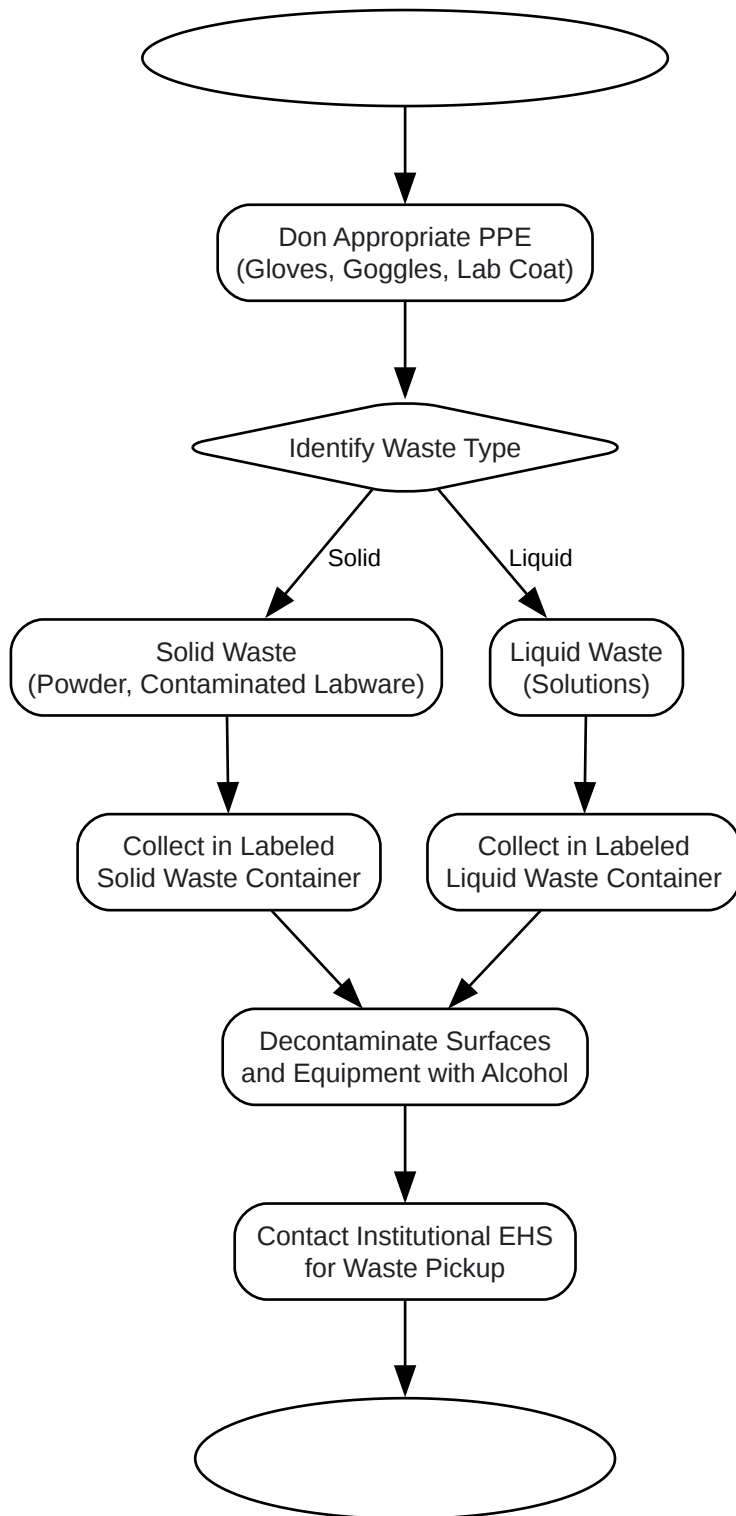 Don Appropriate PPE
(Gloves, Goggles, Lab Coat)
Identify Waste Type
Solid
Liquid
Solid Waste
(Powder, Contaminated Labware)
Liquid Waste
(Solutions)
Collect in Labeled
Solid Waste Container
Collect in Labeled
Liquid Waste Container
Decontaminate Surfaces
and Equipment with Alcohol
Contact Institutional EHS
for Waste Pickup